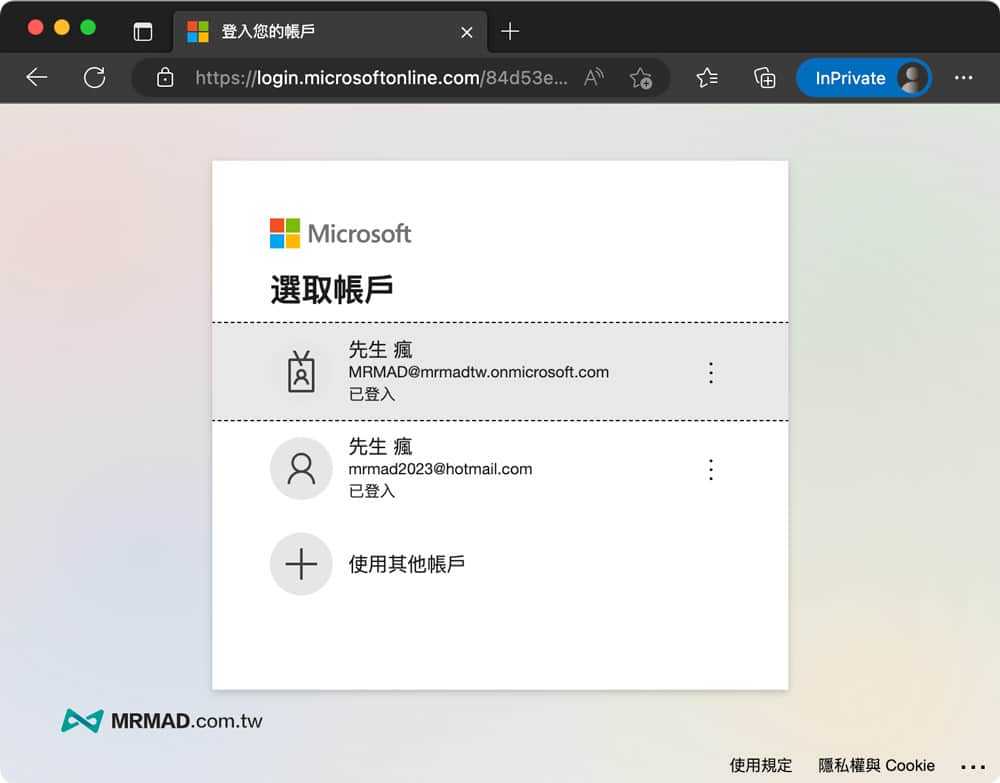 登入您的帳戶
https://login.microsoftonline.com/84d53e...
InPrivate
Microsoft
選取帳戶
先生 瘋
MRMAD@mrmadtw.onmicrosoft.com
已登入
先生 瘋
mrmad2023@hotmail.com
已登入
使用其他帳戶
MRMAD.com.tw
使用規定 隱私權與 Cookie